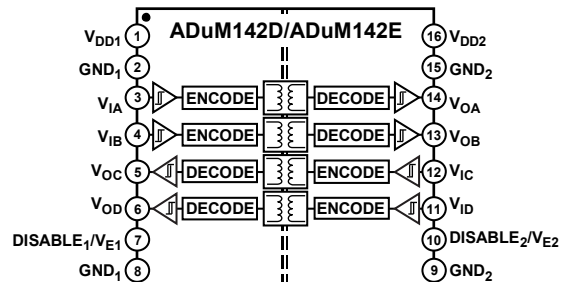 ADuM142D/ADuM142E
VDD1 1 16 VDD2
GND1 2 15 GND2
VIA 3 ENCODE DECODE 14 VOA
VIB 4 ENCODE DECODE 13 VOB
VOC 5 DECODE ENCODE 12 VIC
VOD 6 DECODE ENCODE 11 VID
DISABLE1/VE1 7 10 DISABLE2/VE2
GND1 8 9 GND2